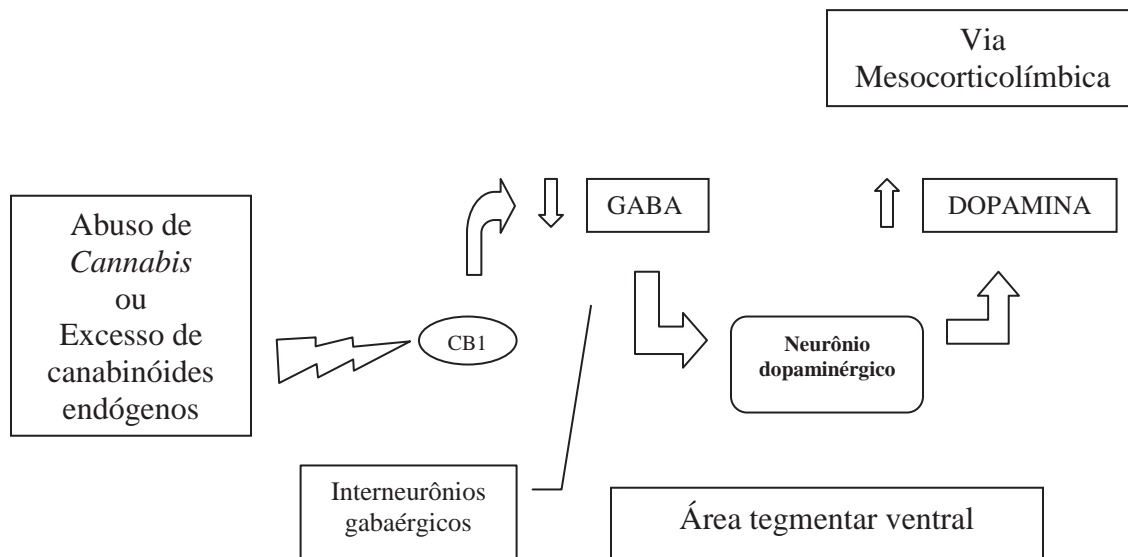 Via
Mesocorticolímbica
Abuso de
Cannabis
ou
Excesso de
canabinóides
endógenos
GABA
DOPAMINA
CB1
Neurônio
dopaminérgico
Interneurônios
gabaérgicos
Área tegmentar ventral